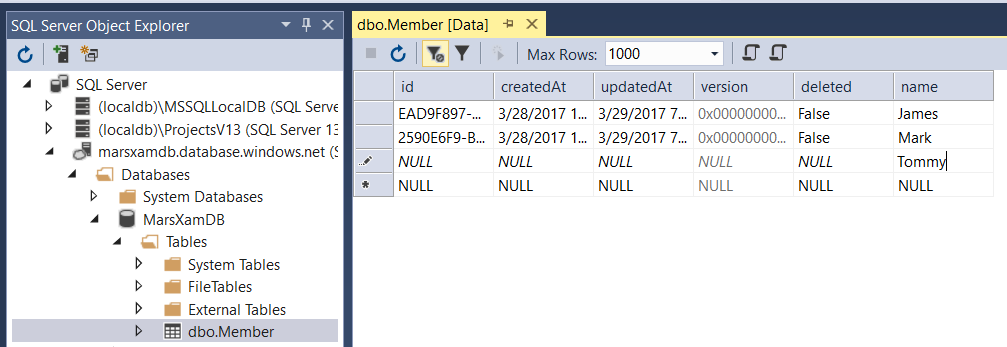 SQL Server Object Explorer
SQL Server
(localdb)\MSSQLLocalDB (SQL Serve
(localdb)\ProjectsV13 (SQL Server 13
marsxamdb.database.windows.net (S
Databases
System Databases
MarsXamDB
Tables
System Tables
FileTables
External Tables
dbo.Member
dbo.Member [Data]
Max Rows: 1000
id createdAt updatedAt version deleted name
EAD9F897-... 3/28/2017 1... 3/29/2017 7... 0x00000000... False James
2590E6F9-B... 3/28/2017 1... 3/29/2017 7... 0x00000000... False Mark
NULL NULL NULL NULL NULL Tommy
* NULL NULL NULL NULL NULL NULL